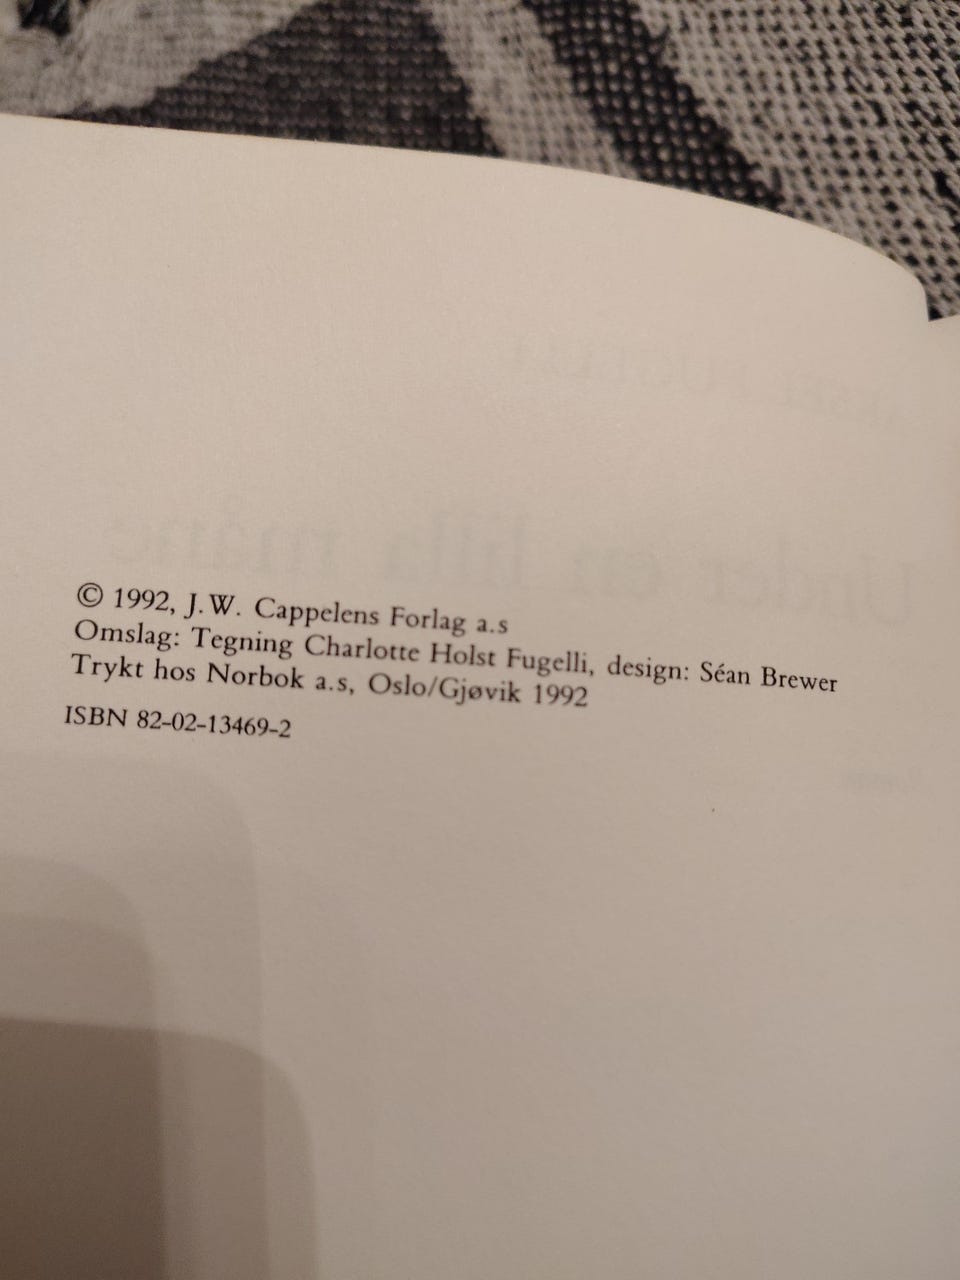 © 1992, J.W. Cappelens Forlag a.s
Omslag: Tegning Charlotte Holst Fugelli, design: Séan Brewer
Trykt hos Norbok a.s, Oslo/Gjøvik 1992
ISBN 82-02-13469-2